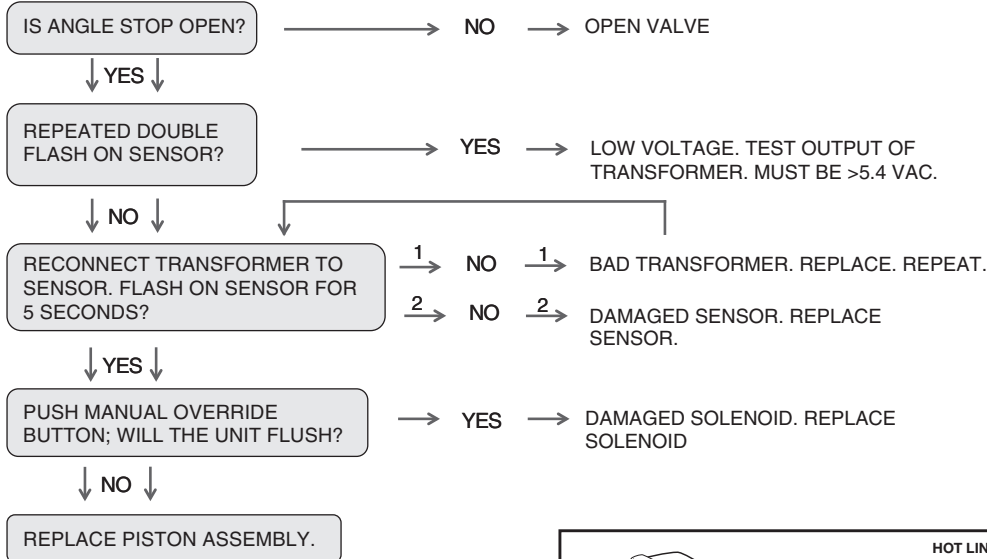 IS ANGLE STOP OPEN?
NO
OPEN VALVE
YES
REPEATED DOUBLE
FLASH ON SENSOR?
YES
LOW VOLTAGE. TEST OUTPUT OF
TRANSFORMER. MUST BE >5.4 VAC.
NO
RECONNECT TRANSFORMER TO
SENSOR. FLASH ON SENSOR FOR
5 SECONDS?
1
NO
1
BAD TRANSFORMER. REPLACE. REPEAT.
2
NO
2
DAMAGED SENSOR. REPLACE
SENSOR.
YES
PUSH MANUAL OVERRIDE
BUTTON; WILL THE UNIT FLUSH?
YES
DAMAGED SOLENOID. REPLACE
SOLENOID
NO
REPLACE PISTON ASSEMBLY.
HOT LIN